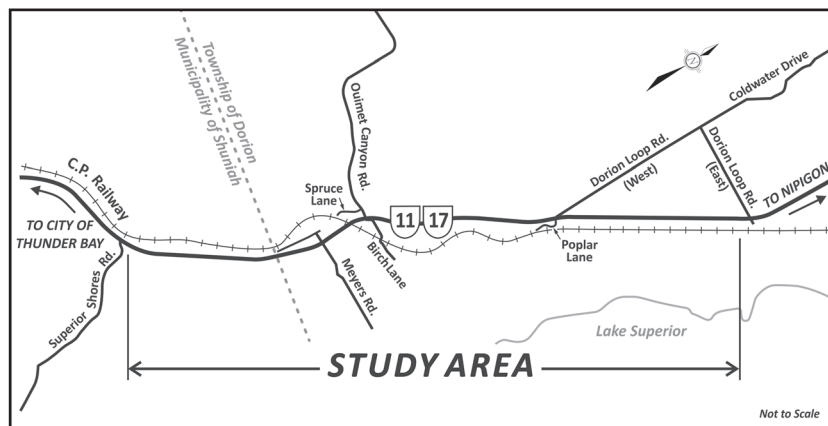 Township of Dorion
Municipality of Shuniah
Ouimet Canyon Rd.
N
Coldwater Drive
Dorion Loop Rd.
(West)
Dorion Loop Rd.
(East)
C.P. Railway
Spruce
Lane
TO NIPIGON
11
17
TO CITY OF
THUNDER BAY
Birch Lane
Poplar
Lane
Superior Shores Rd.
Meyers Rd.
Lake Superior
STUDY AREA
Not to Scale